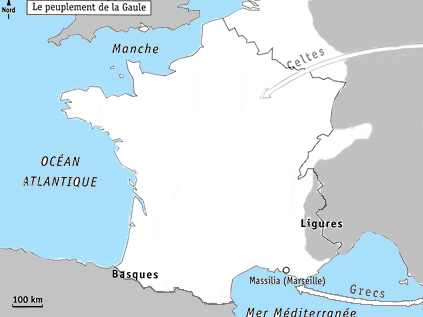 Le peuplement de la Gaule
Nord
Manche
Celtes
OCÉAN
ATLANTIQUE
Ligures
Basques
Massilia (Marseille)
Grecs
100 km
Mer Méditerranée